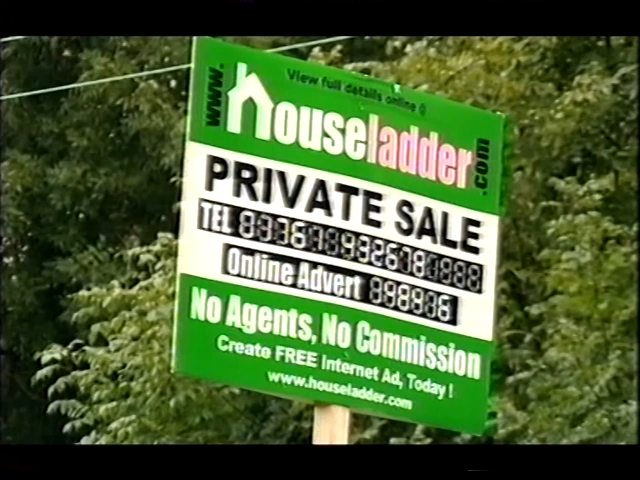 View full details online @
www.houseladder.com
PRIVATE SALE
TEL
Online Advert
No Agents, No Commission
Create FREE Internet Ad, Today !
www.houseladder.com